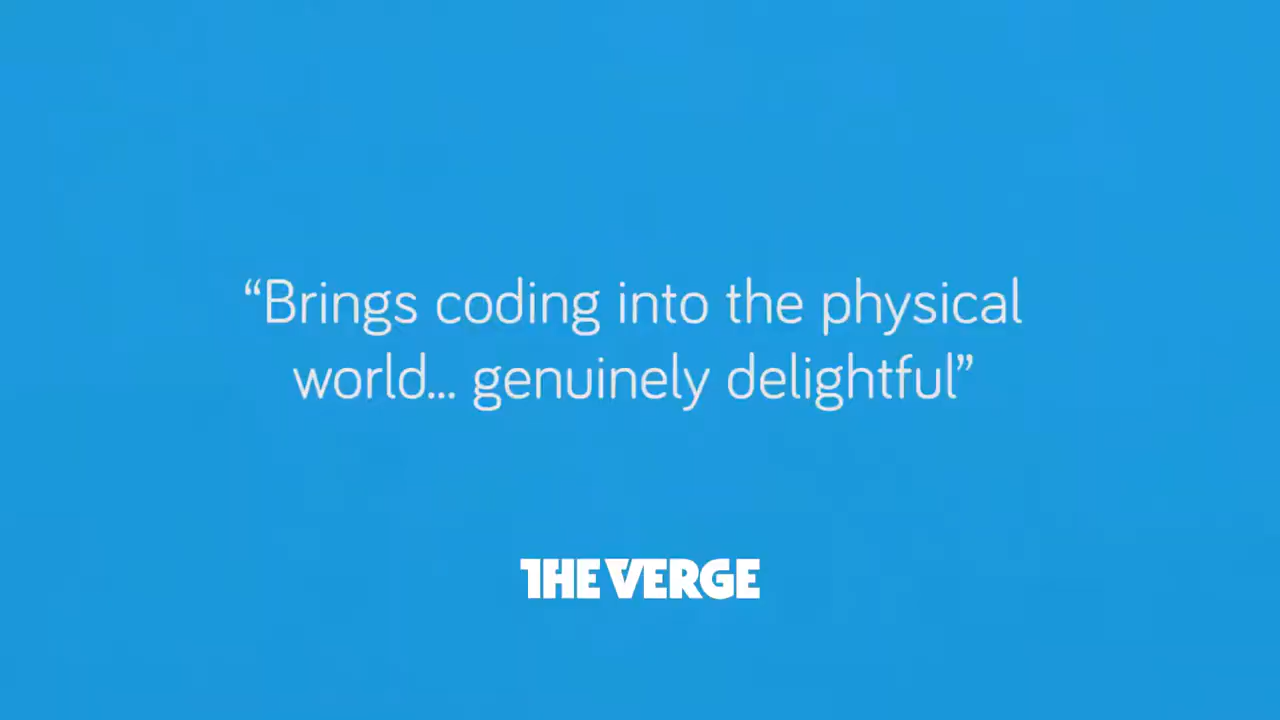 “Brings coding into the physical
world... genuinely delightful”
THE VERGE